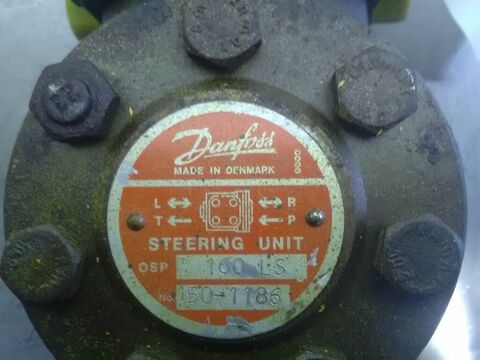 Danfoss
MADE IN DENMARK
L R
T P
STEERING UNIT
OSP C 160 LS
No. 150-1186